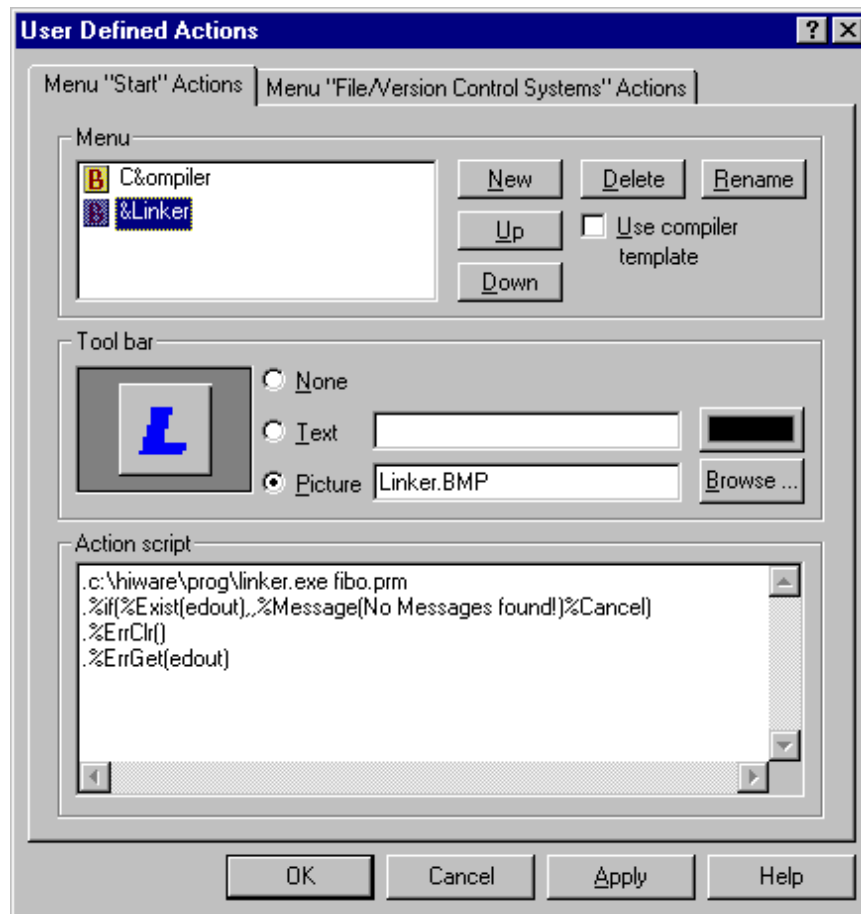 User Defined Actions
Menu "Start" Actions
Menu "File/Version Control Systems" Actions
Menu
C&ompiler
&Linker
New
Delete
Rename
Up
Use compiler
template
Down
Tool bar
L
None
Text
Picture
Linker.BMP
Browse ...
Action script
.c:\hiware\prog\linker.exe fibo.prm
.%if(%Exist(edout),,%Message(No Messages found!)%Cancel)
.%ErrClr()
.%ErrGet(edout)
OK
Cancel
Apply
Help